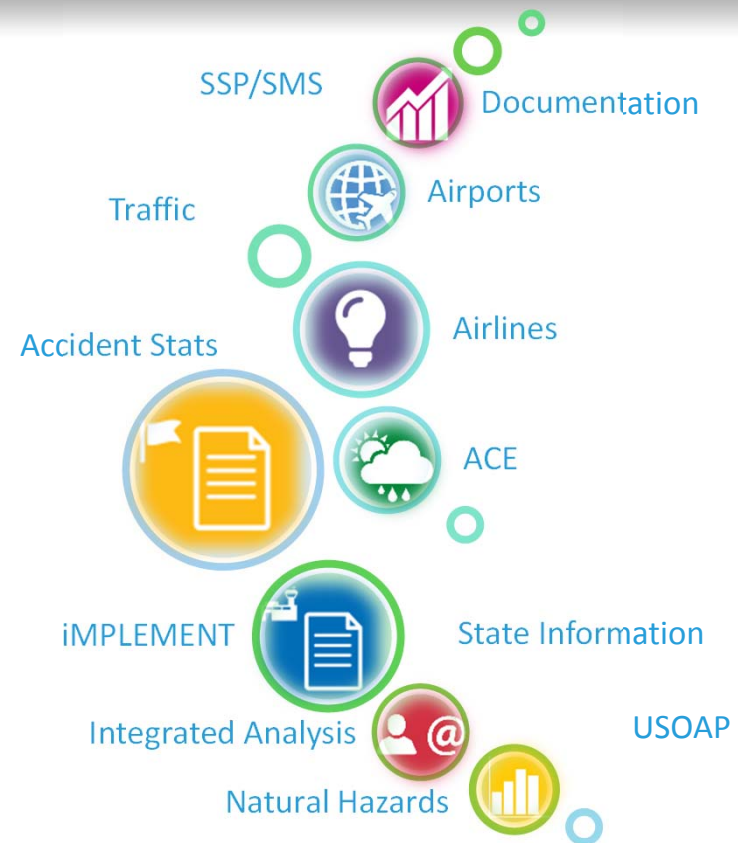 SSP/SMS
Documentation
Airports
Traffic
Airlines
Accident Stats
ACE
iMPLEMENT
State Information
Integrated Analysis
USOAP
Natural Hazards
@